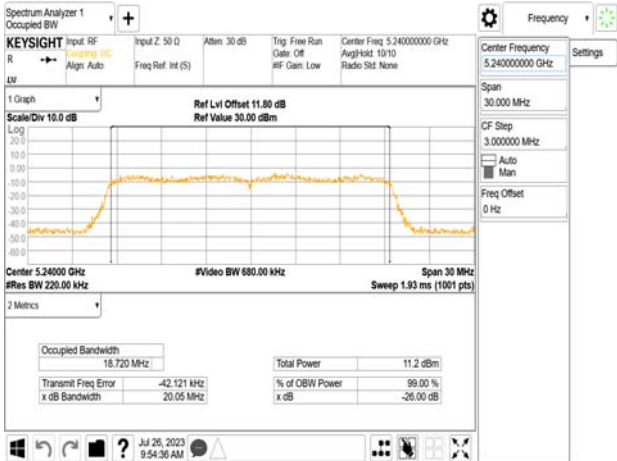 Spectrum Analyzer 1
Occupied BW
+
Frequency
KEYSIGHT Input: RF Input Z: 50 Ω Atten: 30 dB Trig: Free Run Center Freq: 5.240000000 GHz
R Coupling: DC Gate: Off Avg|Hold: 10/10
Align: Auto Freq Ref: Int (S) #IF Gain: Low Radio Std: None
LW
Center Frequency
5.240000000 GHz
Settings
Span
30.000 MHz
CF Step
3.000000 MHz
Auto
Man
Freq Offset
0 Hz
1 Graph
Ref Lvl Offset 11.80 dB
Scale/Div 10.0 dB Ref Value 30.00 dBm
Log
20.0
10.0
0.00
-10.0
-20.0
-30.0
-40.0
-50.0
-60.0
Center 5.24000 GHz #Video BW 680.00 kHz Span 30 MHz
#Res BW 220.00 kHz Sweep 1.93 ms (1001 pts)
2 Metrics
Occupied Bandwidth
18.720 MHz Total Power 11.2 dBm
Transmit Freq Error -42.121 kHz % of OBW Power 99.00 %
x dB Bandwidth 20.05 MHz x dB -26.00 dB
? Jul 26, 2023
9:54:36 AM